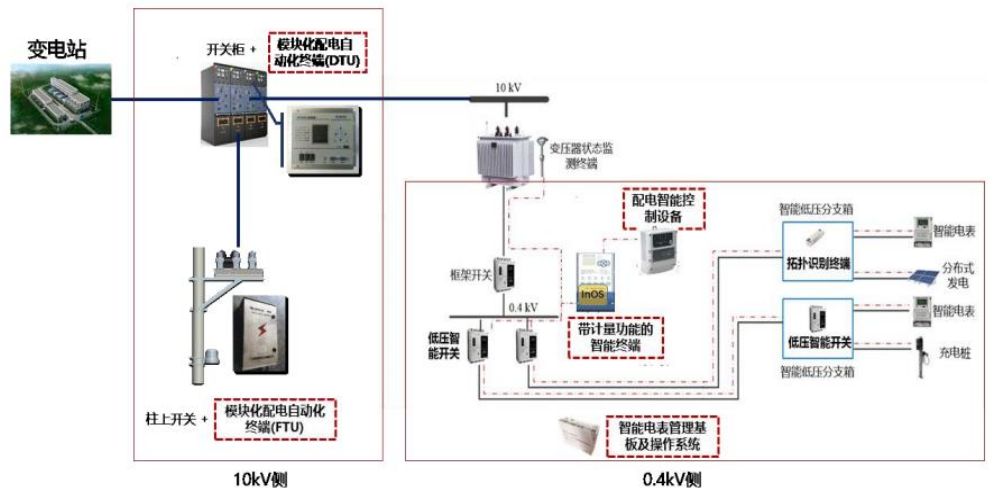 变电站
开关柜 +
模块化配电自
动化终端(DTU)
10 kV
变压器状态监
测终端
配电智能控
制设备
智能低压分支箱
智能电表
拓扑识别终端
分布式
发电
框架开关
InOS
0.4 kV
带计量功能的
智能终端
低压智
能开关
智能电表
低压智能开关
充电桩
智能低压分支箱
柱上开关 +
模块化配电自动化
终端(FTU)
智能电表管理基
板及操作系统
10kV侧
0.4kV侧